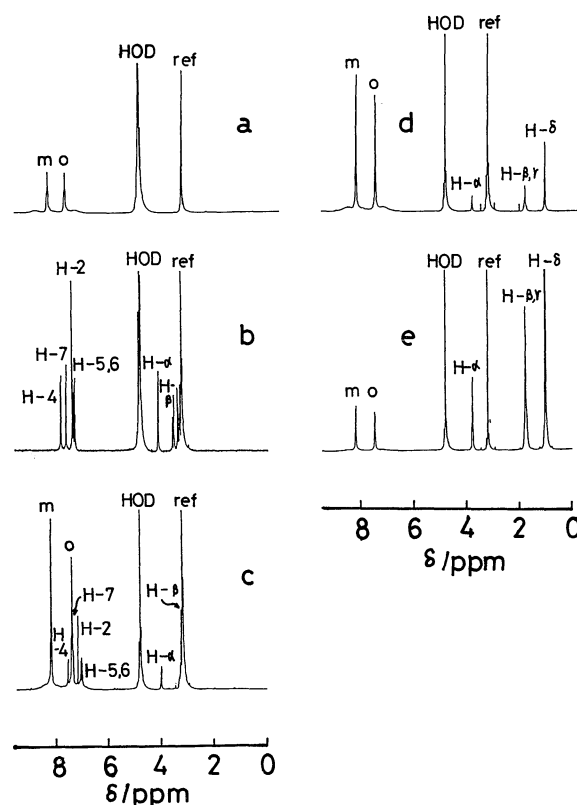 HOD
ref
m
o
a
H-2
HOD
ref
H-7
H-5,6
H-4
H-α
H-
β
b
m
HOD
ref
o
H-7
H-β
H
-4
H-2
H-5,6
H-α
c
8 6 4 2 0
δ/ppm
HOD
ref
m
o
d
H-δ
H-α
H-β,γ
HOD
ref
H-δ
H-β,γ
e
H-α
m
o
8 6 4 2 0
δ/ppm